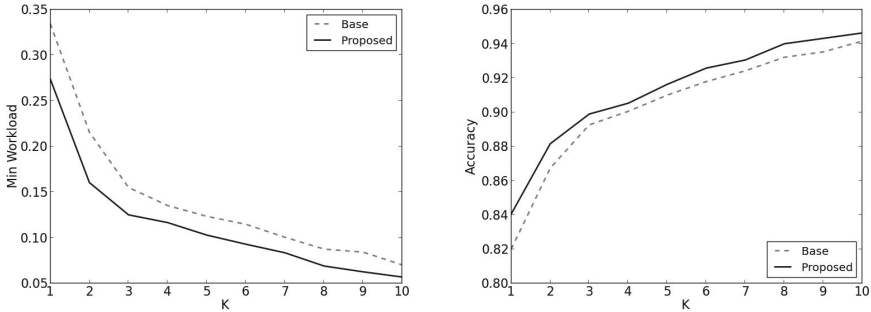 0.35
0.30
0.25
0.20
0.15
0.10
0.05
Min Workload
Base
Proposed
1 2 3 4 5 6 7 8 9 10
K
0.96
0.94
0.92
0.90
0.88
0.86
0.84
0.82
0.80
Accuracy
Base
Proposed
1 2 3 4 5 6 7 8 9 10
K